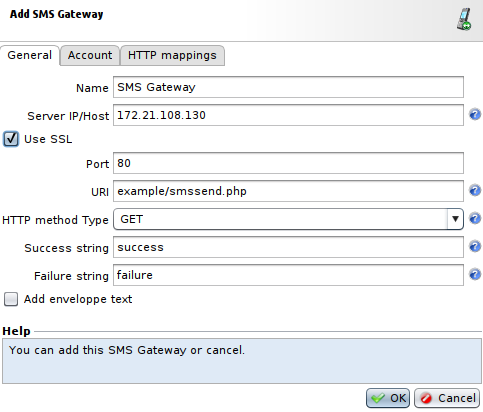 Add SMS Gateway
General Account HTTP mappings
Name SMS Gateway
Server IP/Host 172.21.108.130
Use SSL
Port 80
URI example/smssend.php
HTTP method Type GET
Success string success
Failure string failure
Add enveloppe text
Help
You can add this SMS Gateway or cancel.
OK Cancel